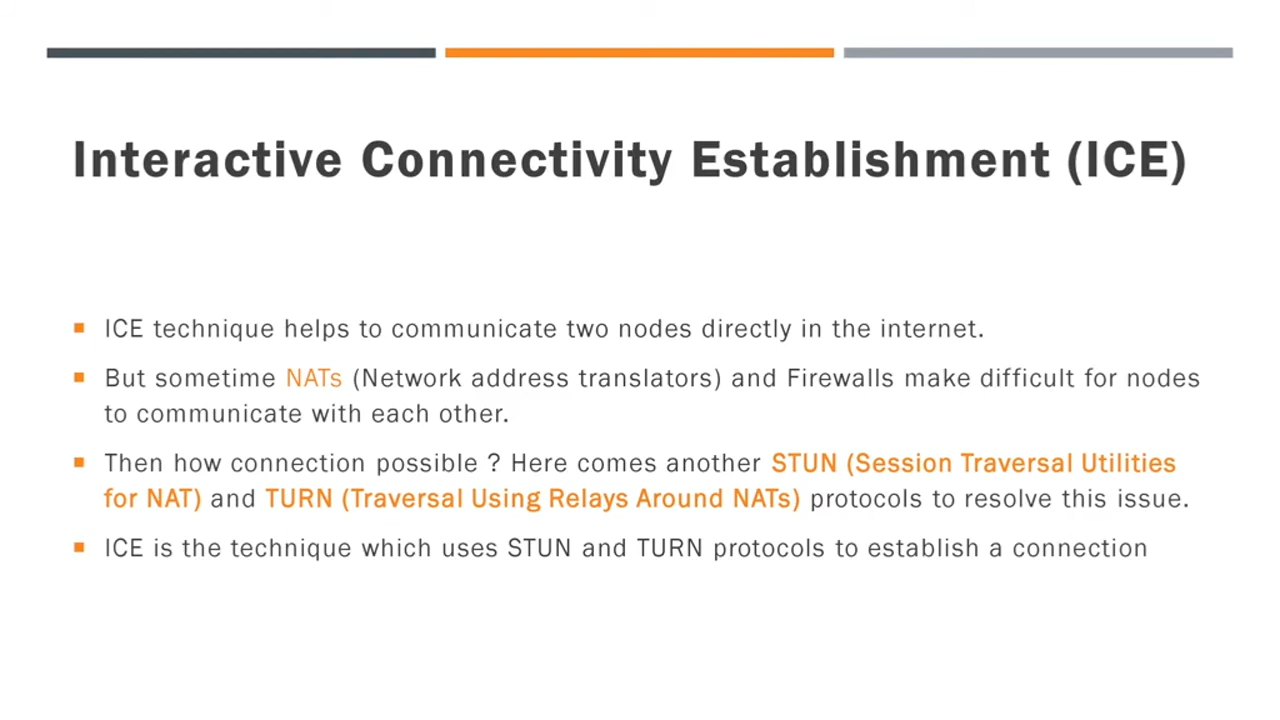 Interactive Connectivity Establishment (ICE)
ICE technique helps to communicate two nodes directly in the internet.
But sometime NATs (Network address translators) and Firewalls make difficult for nodes
to communicate with each other.
Then how connection possible ? Here comes another STUN (Session Traversal Utilities
for NAT) and TURN (Traversal Using Relays Around NATs) protocols to resolve this issue.
ICE is the technique which uses STUN and TURN protocols to establish a connection